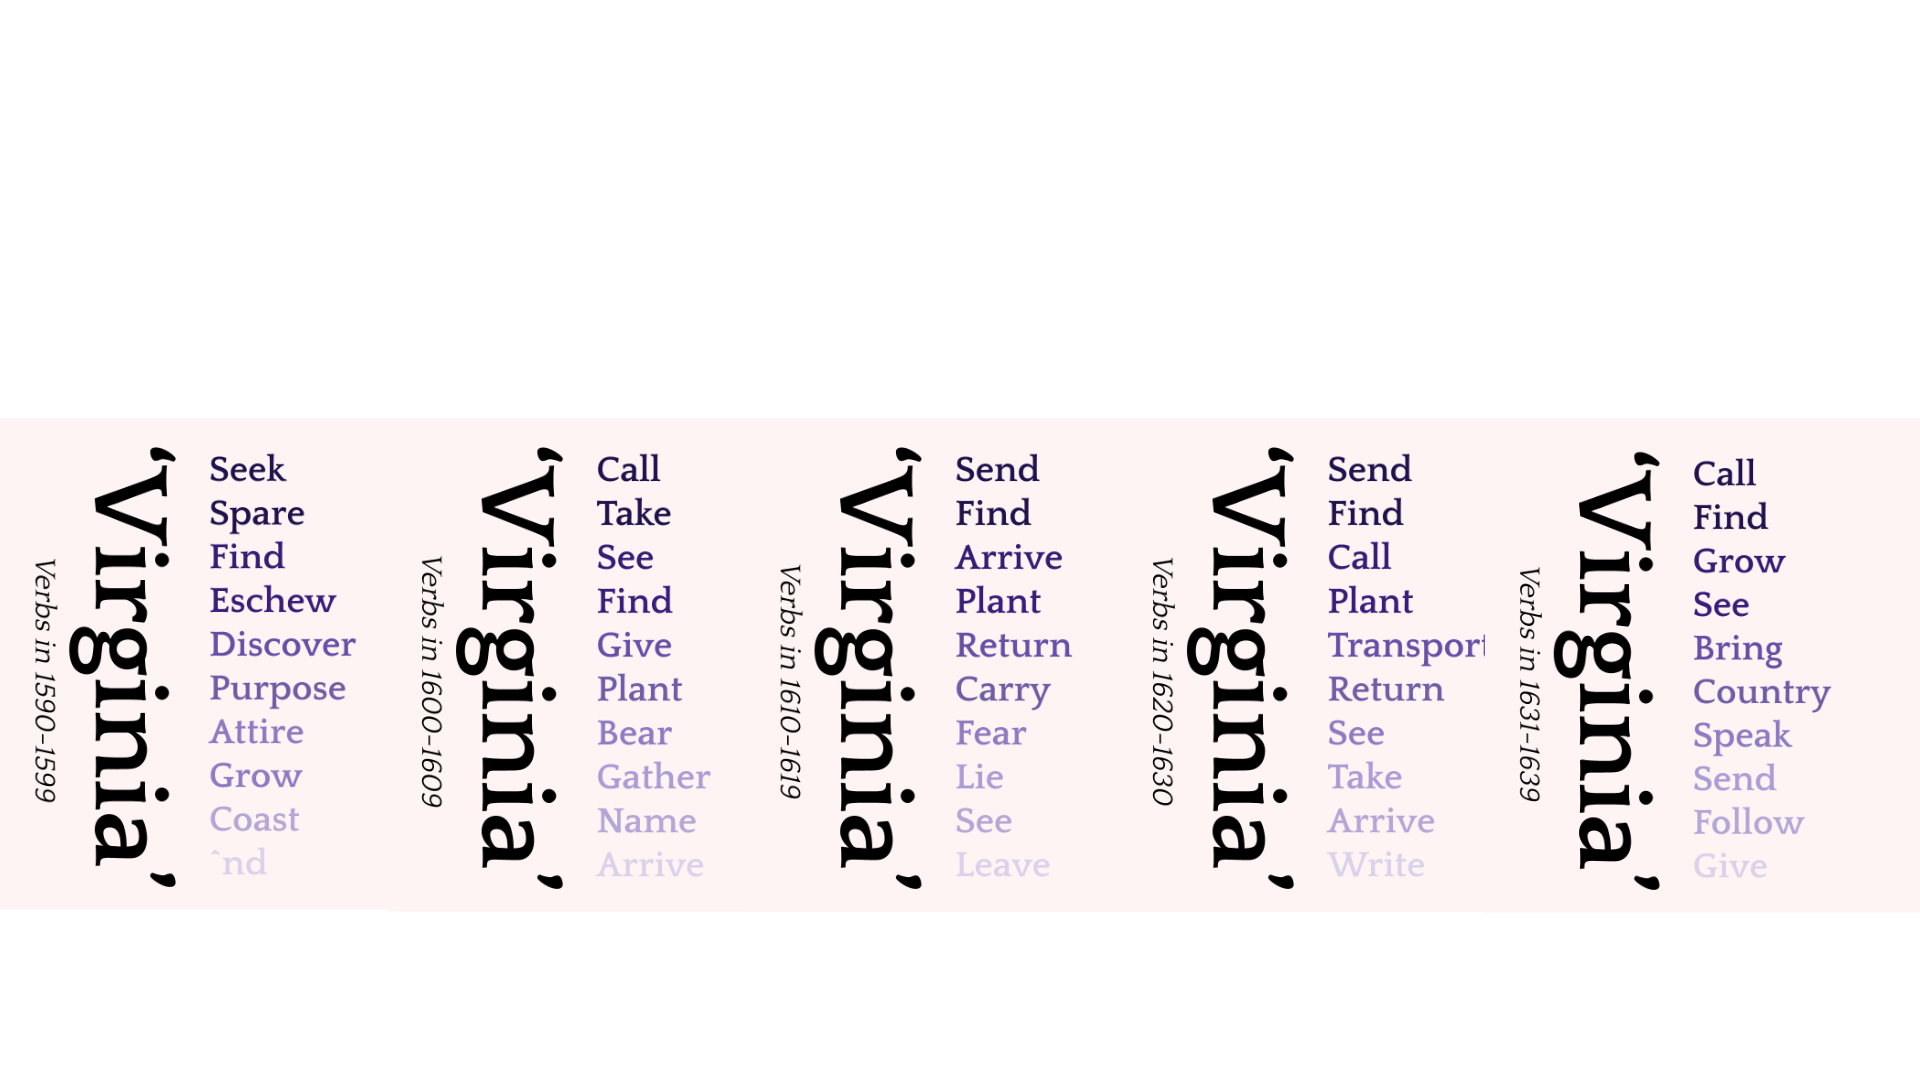 Verbs in 1590-1599
‘Virginia’
Seek
Spare
Find
Eschew
Discover
Purpose
Attire
Grow
Coast
ˆnd
Verbs in 1600-1609
‘Virginia’
Call
Take
See
Find
Give
Plant
Bear
Gather
Name
Arrive
Verbs in 1610-1619
‘Virginia’
Send
Find
Arrive
Plant
Return
Carry
Fear
Lie
See
Leave
Verbs in 1620-1630
‘Virginia’
Send
Find
Call
Plant
Transport
Return
See
Take
Arrive
Write
Verbs in 1631-1639
‘Virginia’
Call
Find
Grow
See
Bring
Country
Speak
Send
Follow
Give